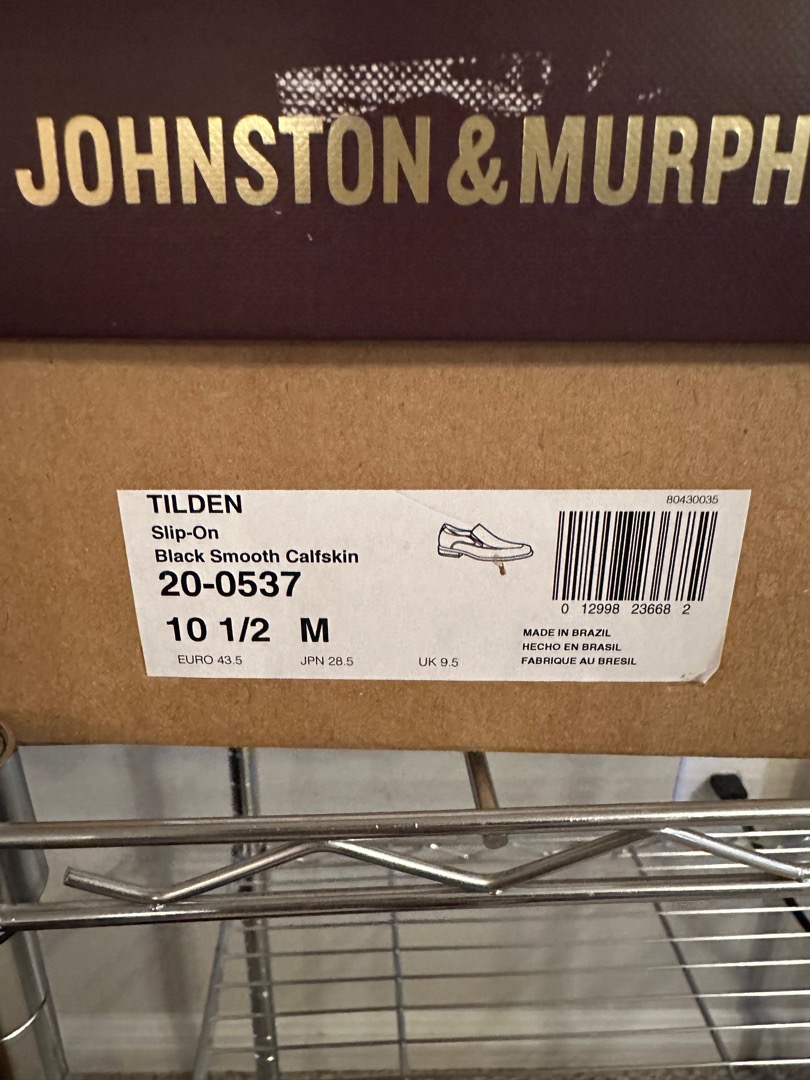 JOHNSTON & MURPH
TILDEN
80430035
Slip-On
Black Smooth Calfskin
20-0537
0 12998 23668 2
10 1/2 M
MADE IN BRAZIL
HECHO EN BRASIL
FABRIQUE AU BRESIL
EURO 43.5 JPN 28.5 UK 9.5